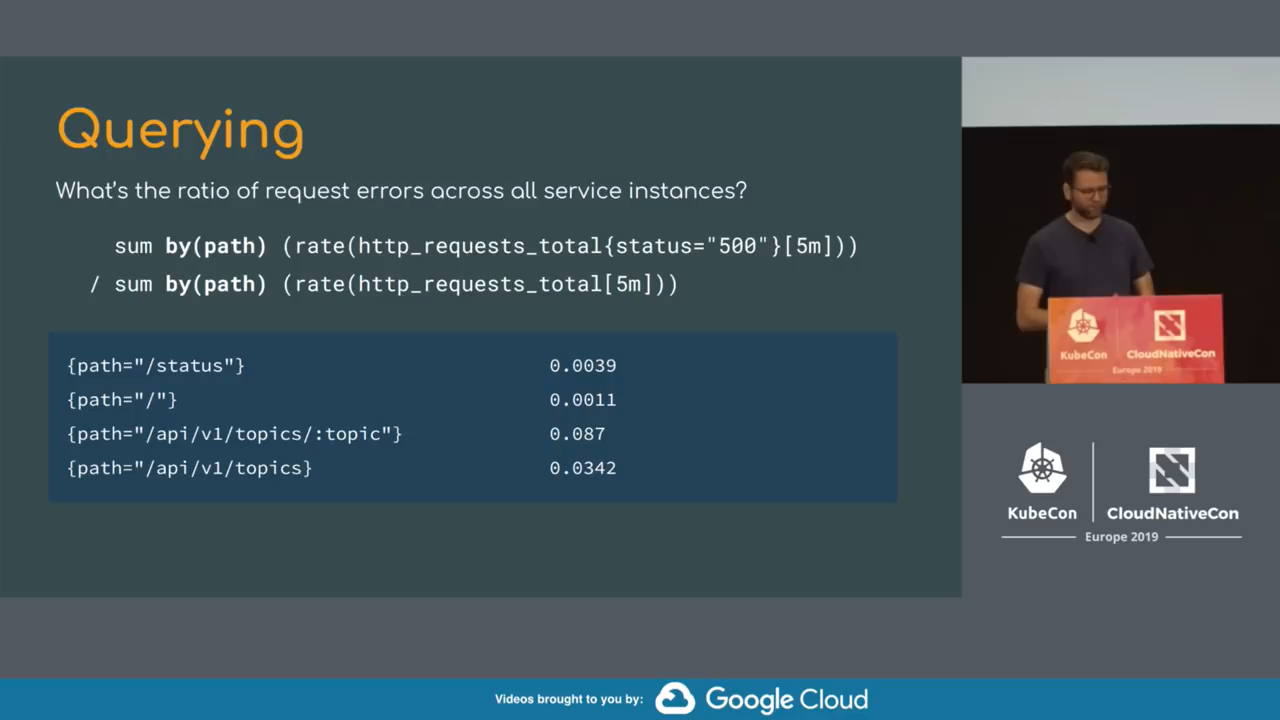 Querying
What's the ratio of request errors across all service instances?
sum by(path) (rate(http_requests_total{status="500"}[5m]))
/ sum by(path) (rate(http_requests_total[5m]))
{path="/status"} 0.0039
{path="/"} 0.0011
{path="/api/v1/topics/:topic"} 0.087
{path="/api/v1/topics} 0.0342
KubeCon CloudNativeCon
Europe 2019
KubeCon CloudNativeCon
Europe 2019
Videos brought to you by: Google Cloud